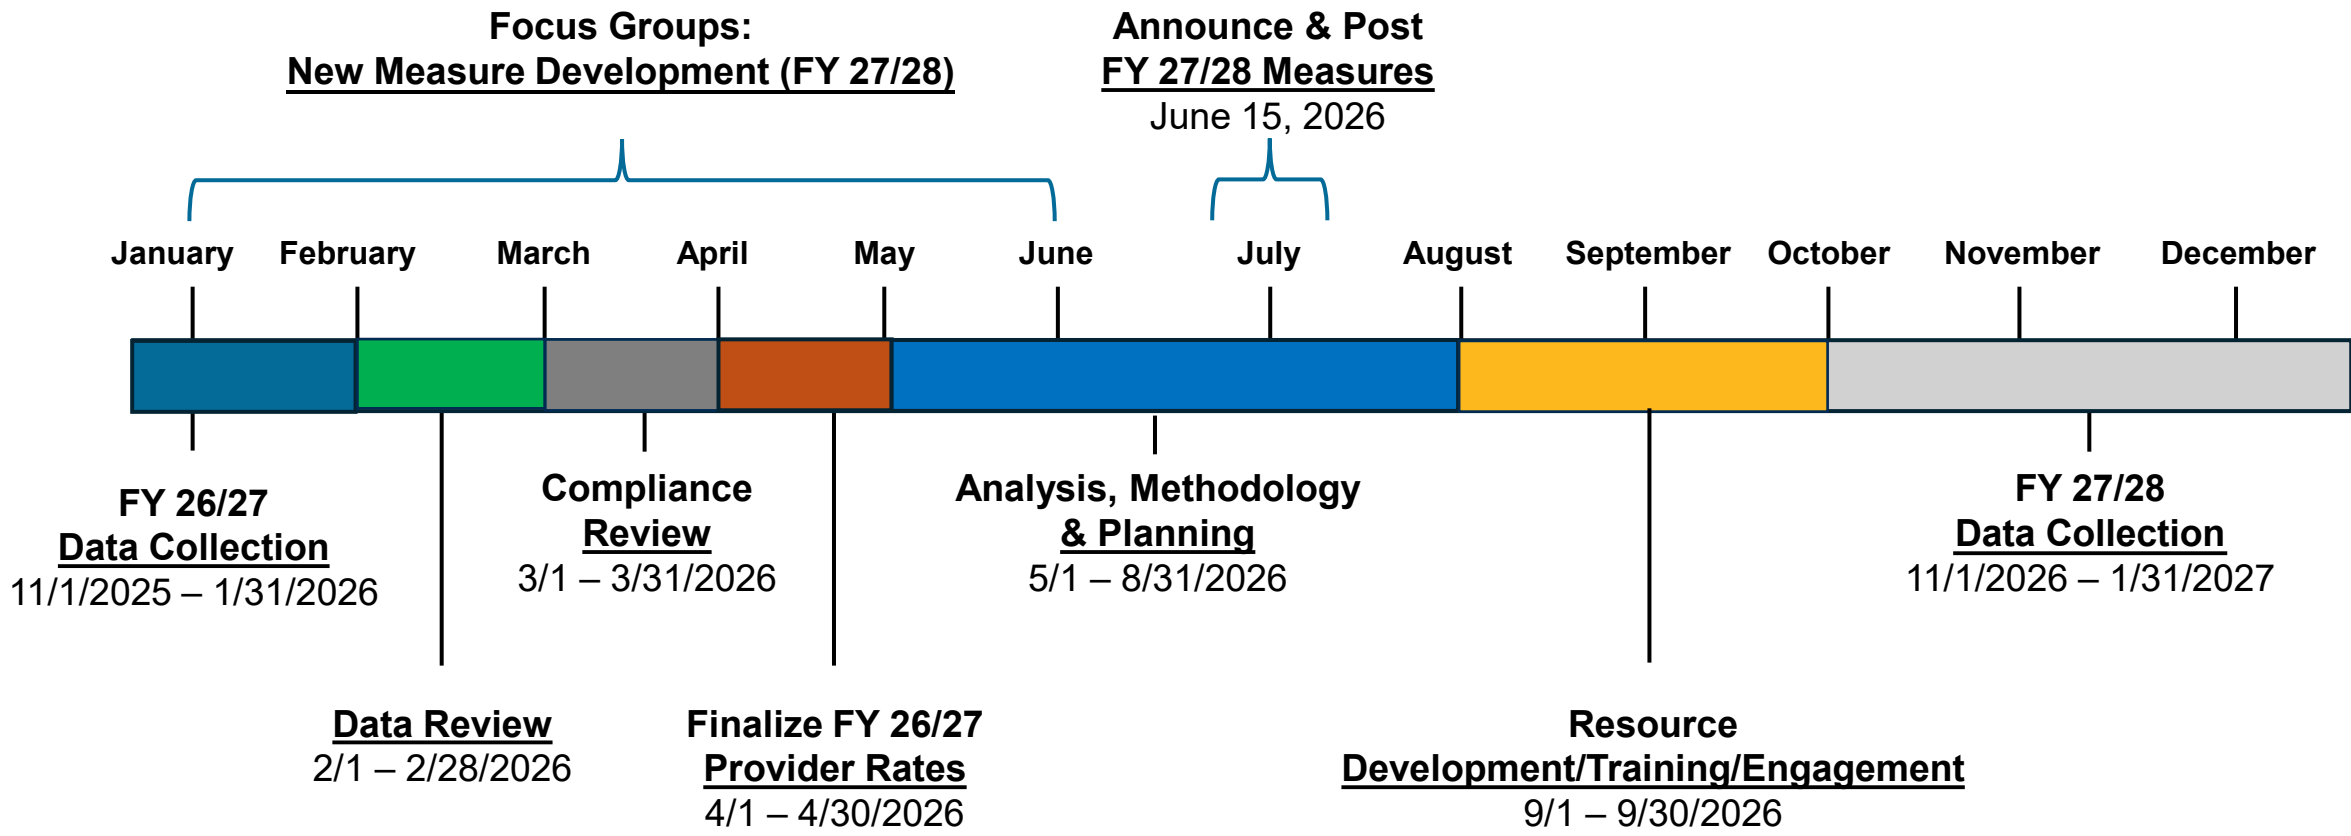 Focus Groups:
New Measure Development (FY 27/28)
Announce & Post
FY 27/28 Measures
June 15, 2026
January February March April May June July August September October November December
FY 26/27
Data Collection
11/1/2025 – 1/31/2026
Compliance
Review
3/1 – 3/31/2026
Analysis, Methodology
& Planning
5/1 – 8/31/2026
FY 27/28
Data Collection
11/1/2026 – 1/31/2027
Data Review
2/1 – 2/28/2026
Finalize FY 26/27
Provider Rates
4/1 – 4/30/2026
Resource
Development/Training/Engagement
9/1 – 9/30/2026